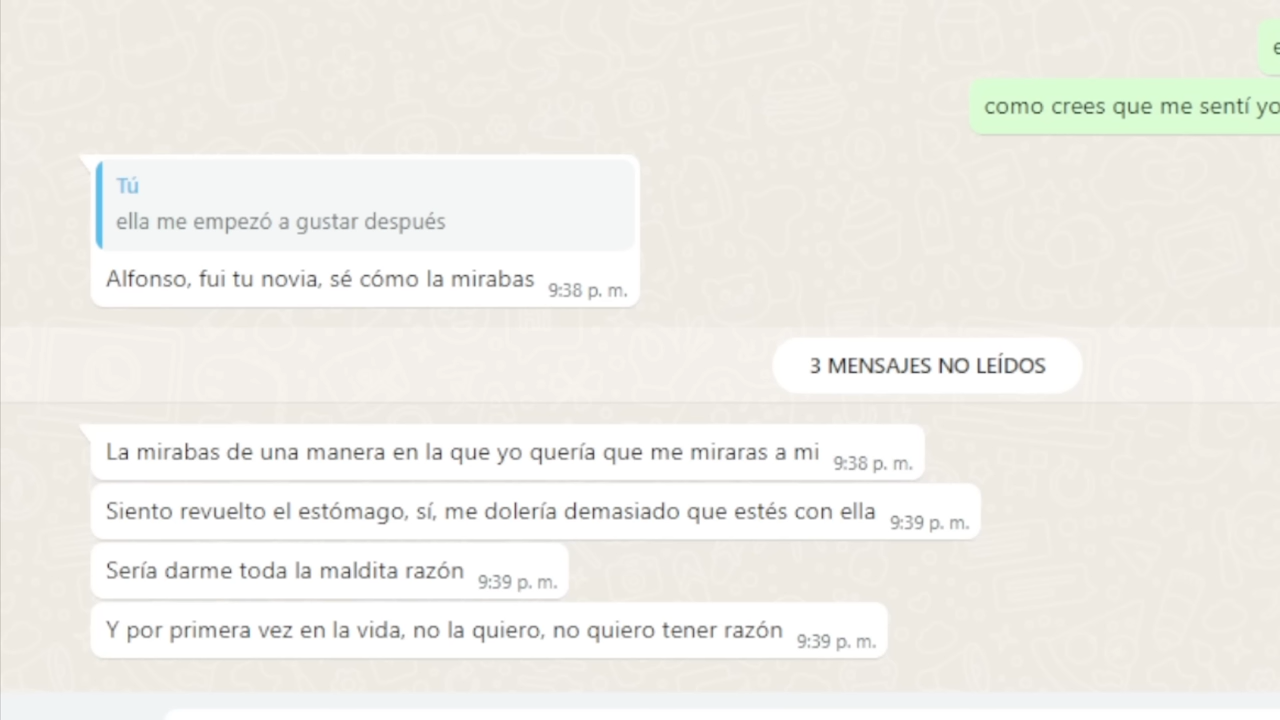 como crees que me sentí yo
Tú
ella me empezó a gustar después
Alfonso, fui tu novia, sé cómo la mirabas
9:38 p. m.
3 MENSAJES NO LEÍDOS
La mirabas de una manera en la que yo quería que me miraras a mi
9:38 p. m.
Siento revuelto el estómago, sí, me dolería demasiado que estés con ella
9:39 p. m.
Sería darme toda la maldita razón
9:39 p. m.
Y por primera vez en la vida, no la quiero, no quiero tener razón
9:39 p. m.